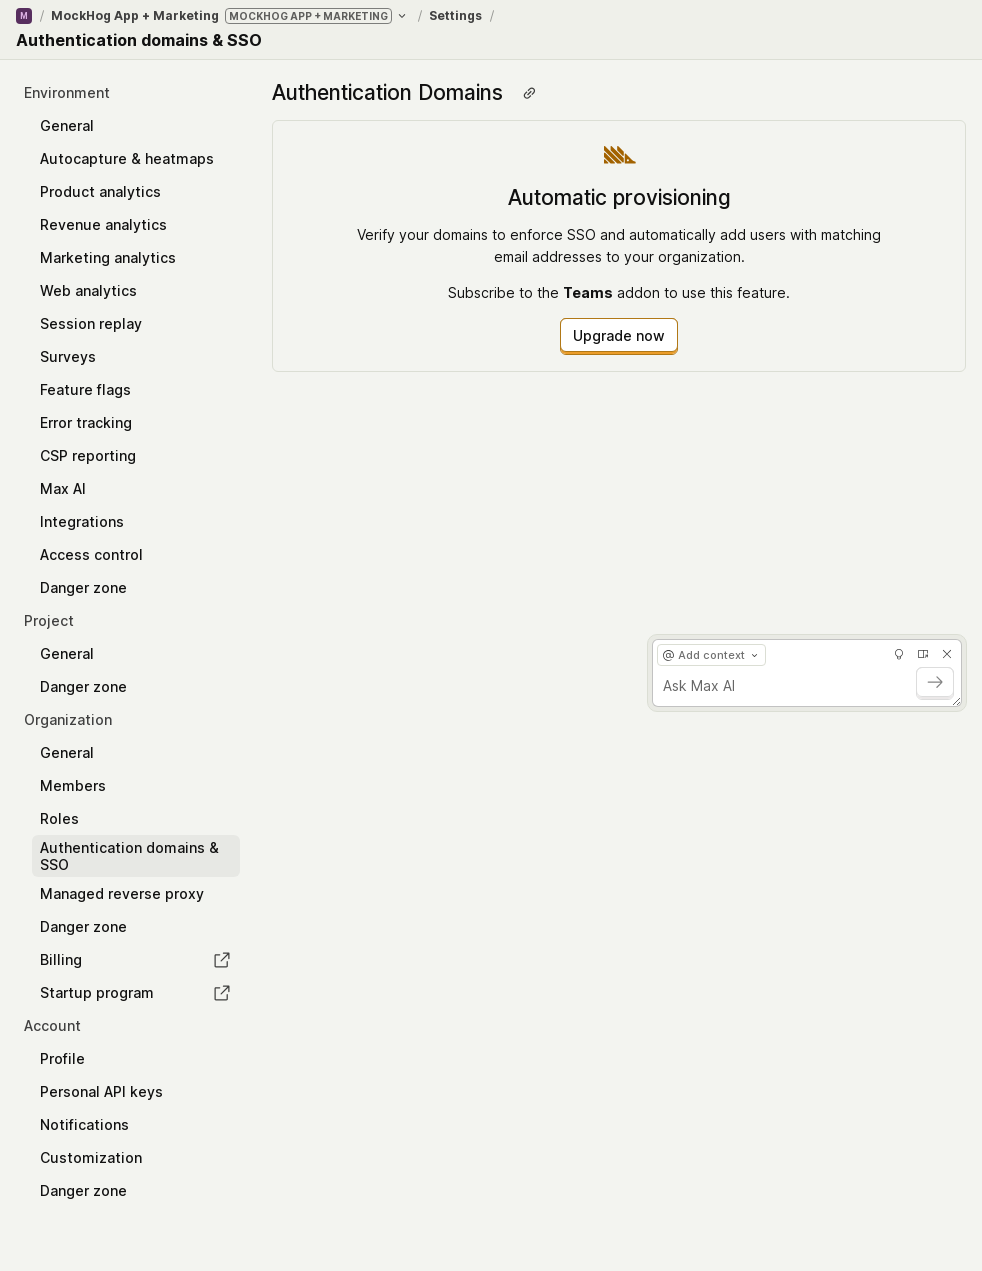 M / MockHog App + Marketing MOCKHOG APP + MARKETING / Settings /
Authentication domains & SSO
Environment
General
Autocapture & heatmaps
Product analytics
Revenue analytics
Marketing analytics
Web analytics
Session replay
Surveys
Feature flags
Error tracking
CSP reporting
Max AI
Integrations
Access control
Danger zone
Project
General
Danger zone
Organization
General
Members
Roles
Authentication domains &
SSO
Managed reverse proxy
Danger zone
Billing
Startup program
Account
Profile
Personal API keys
Notifications
Customization
Danger zone
Authentication Domains
Automatic provisioning
Verify your domains to enforce SSO and automatically add users with matching
email addresses to your organization.
Subscribe to the Teams addon to use this feature.
Upgrade now
@ Add context
Ask Max AI